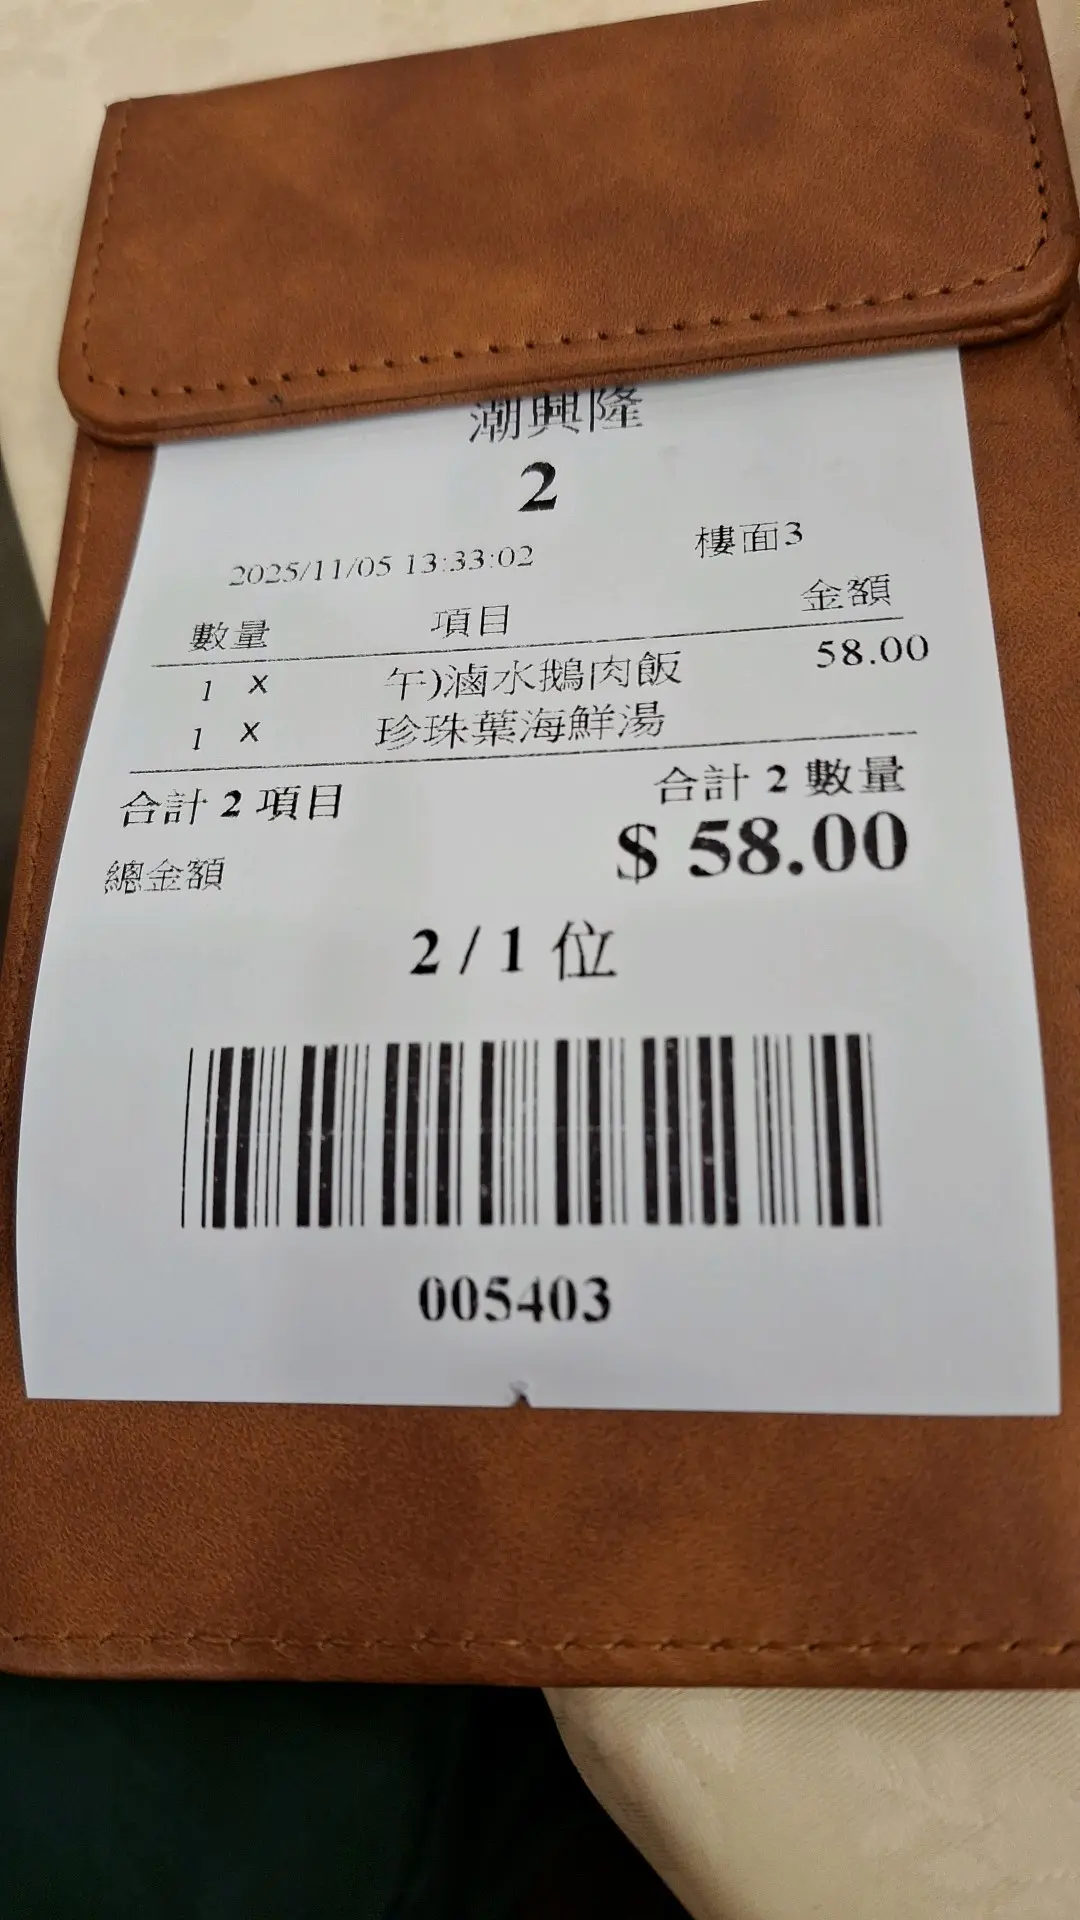 潮興隆
2
2025/11/05 13:33:02 樓面3
數量 項目 金額
1 x 午)滷水鵝肉飯 58.00
1 x 珍珠葉海鮮湯
合計 2 項目 合計 2 數量
總金額 $ 58.00
2 / 1 位
005403